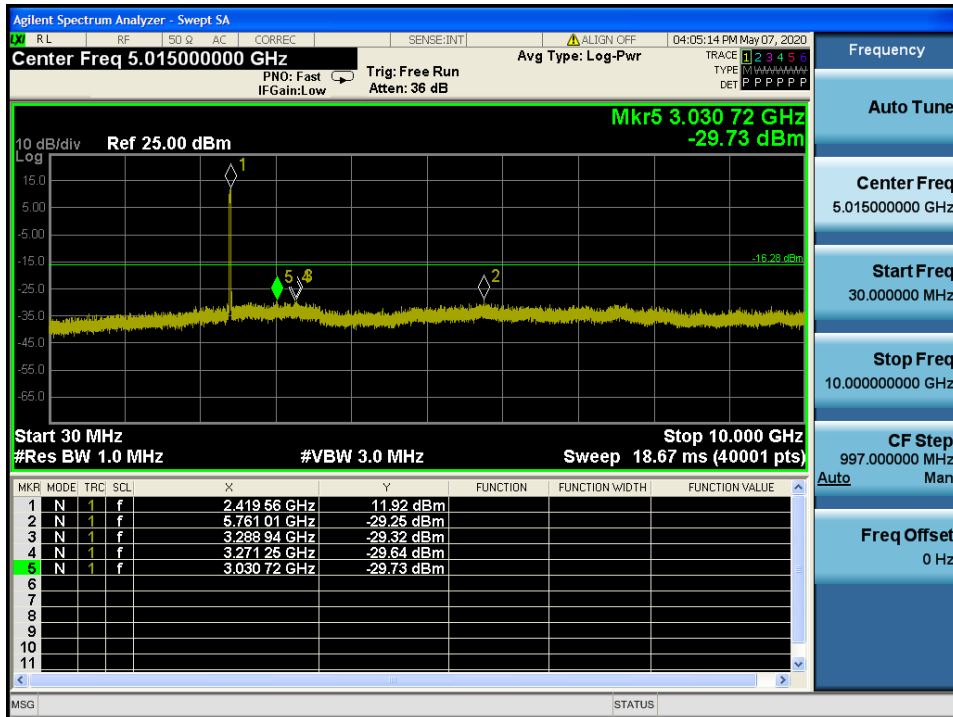 Agilent Spectrum Analyzer - Swept SA
LXI RL RF 50 Ω AC CORREC SENSE:INT ALIGN OFF 04:05:14 PM May 07, 2020
Center Freq 5.015000000 GHz
PNO: Fast
IFGain:Low
Trig: Free Run
Atten: 36 dB
Avg Type: Log-Pwr
TRACE 1 2 3 4 5 6
TYPE M
DET P P P P P P
Mkr5 3.030 72 GHz
-29.73 dBm
10 dB/div
Log
Ref 25.00 dBm
15.0
5.00
-5.00
-15.0
-25.0
-35.0
-45.0
-55.0
-65.0
1
5 4 3
2
-16.28 dBm
Start 30 MHz Stop 10.000 GHz
#Res BW 1.0 MHz #VBW 3.0 MHz Sweep 18.67 ms (40001 pts)
MKR MODE TRC SCL X Y FUNCTION FUNCTION WIDTH FUNCTION VALUE
1 N 1 f 2.419 56 GHz 11.92 dBm
2 N 1 f 5.761 01 GHz -29.25 dBm
3 N 1 f 3.288 94 GHz -29.32 dBm
4 N 1 f 3.271 25 GHz -29.64 dBm
5 N 1 f 3.030 72 GHz -29.73 dBm
6
7
8
9
10
11
MSG STATUS
Frequency
Auto Tune
Center Freq
5.015000000 GHz
Start Freq
30.000000 MHz
Stop Freq
10.000000000 GHz
CF Step
997.000000 MHz
Auto Man
Freq Offset
0 Hz